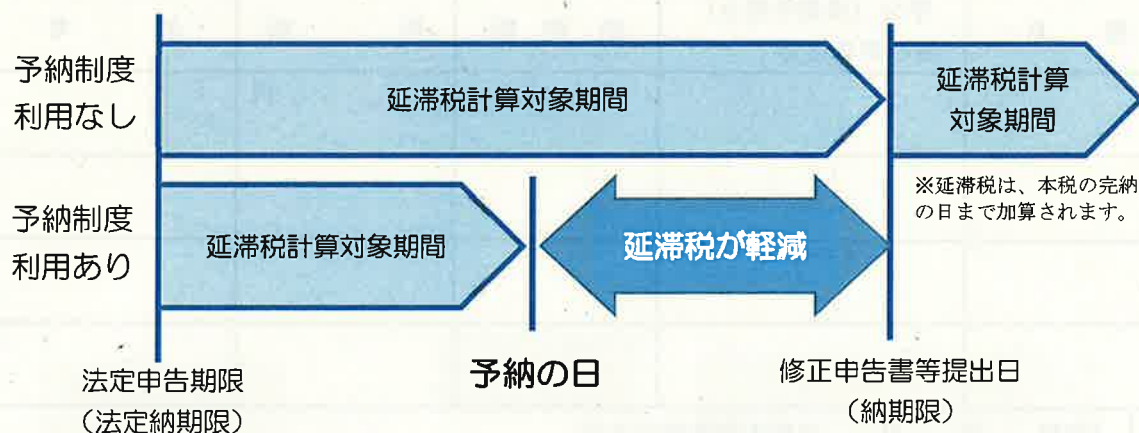 予納制度
利用なし
延滞税計算対象期間
延滞税計算
対象期間
※延滞税は、本税の完納
の日まで加算されます。
予納制度
利用あり
延滞税計算対象期間
延滞税が軽減
法定申告期限
（法定納期限）
予納の日
修正申告書等提出日
（納期限）